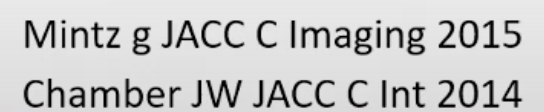 Mintz g JACC C Imaging 2015
Chamber JW JACC C Int 2014